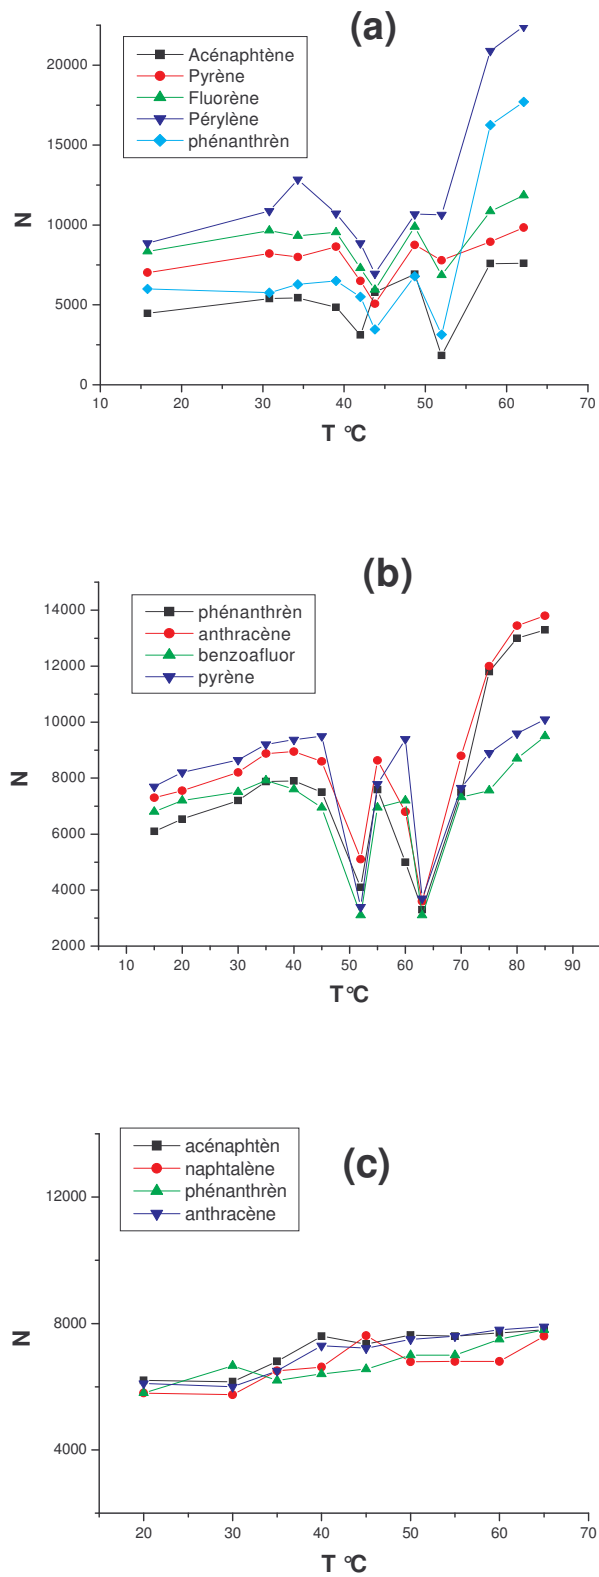 (a)
Acénaphtène
Pyrène
Fluorène
Pérylène
phénanthrèn
20000
15000
10000
5000
0
N
10 20 30 40 50 60 70
T °C
(b)
phénanthrèn
anthracène
benzoafluor
pyrène
14000
12000
10000
8000
6000
4000
2000
N
10 20 30 40 50 60 70 80 90
T°C
(c)
acénaphtèn
naphtalène
phénanthrèn
anthracène
12000
8000
4000
N
20 30 40 50 60 70
T °C